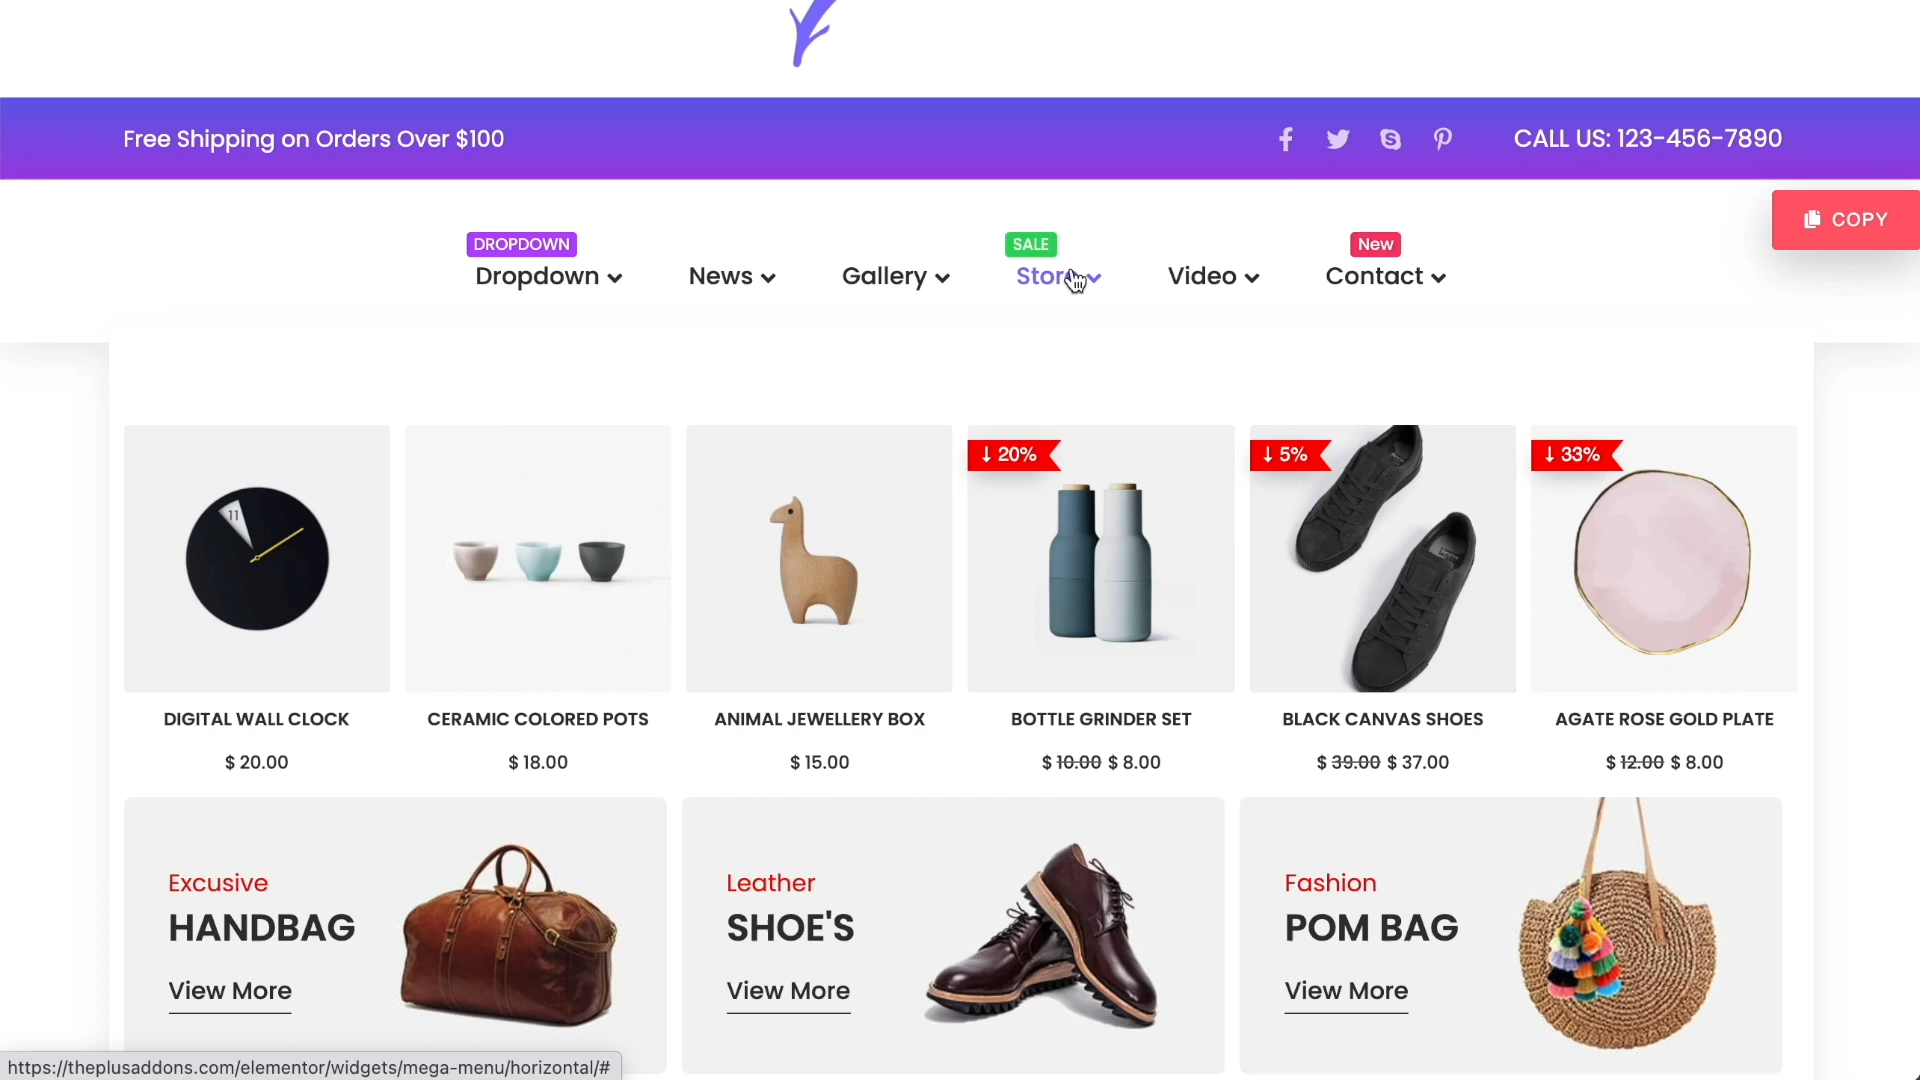 Free Shipping on Orders Over $100
CALL US: 123-456-7890
COPY
DROPDOWN
SALE
New
Dropdown
News
Gallery
Store
Video
Contact
11
↓ 20%
↓ 5%
↓ 33%
DIGITAL WALL CLOCK
CERAMIC COLORED POTS
ANIMAL JEWELLERY BOX
BOTTLE GRINDER SET
BLACK CANVAS SHOES
AGATE ROSE GOLD PLATE
$ 20.00
$ 18.00
$ 15.00
$ 10.00 $ 8.00
$ 39.00 $ 37.00
$ 12.00 $ 8.00
Excusive
HANDBAG
View More
Leather
SHOE'S
View More
Fashion
POM BAG
View More
https://theplusaddons.com/elementor/widgets/mega-menu/horizontal/#